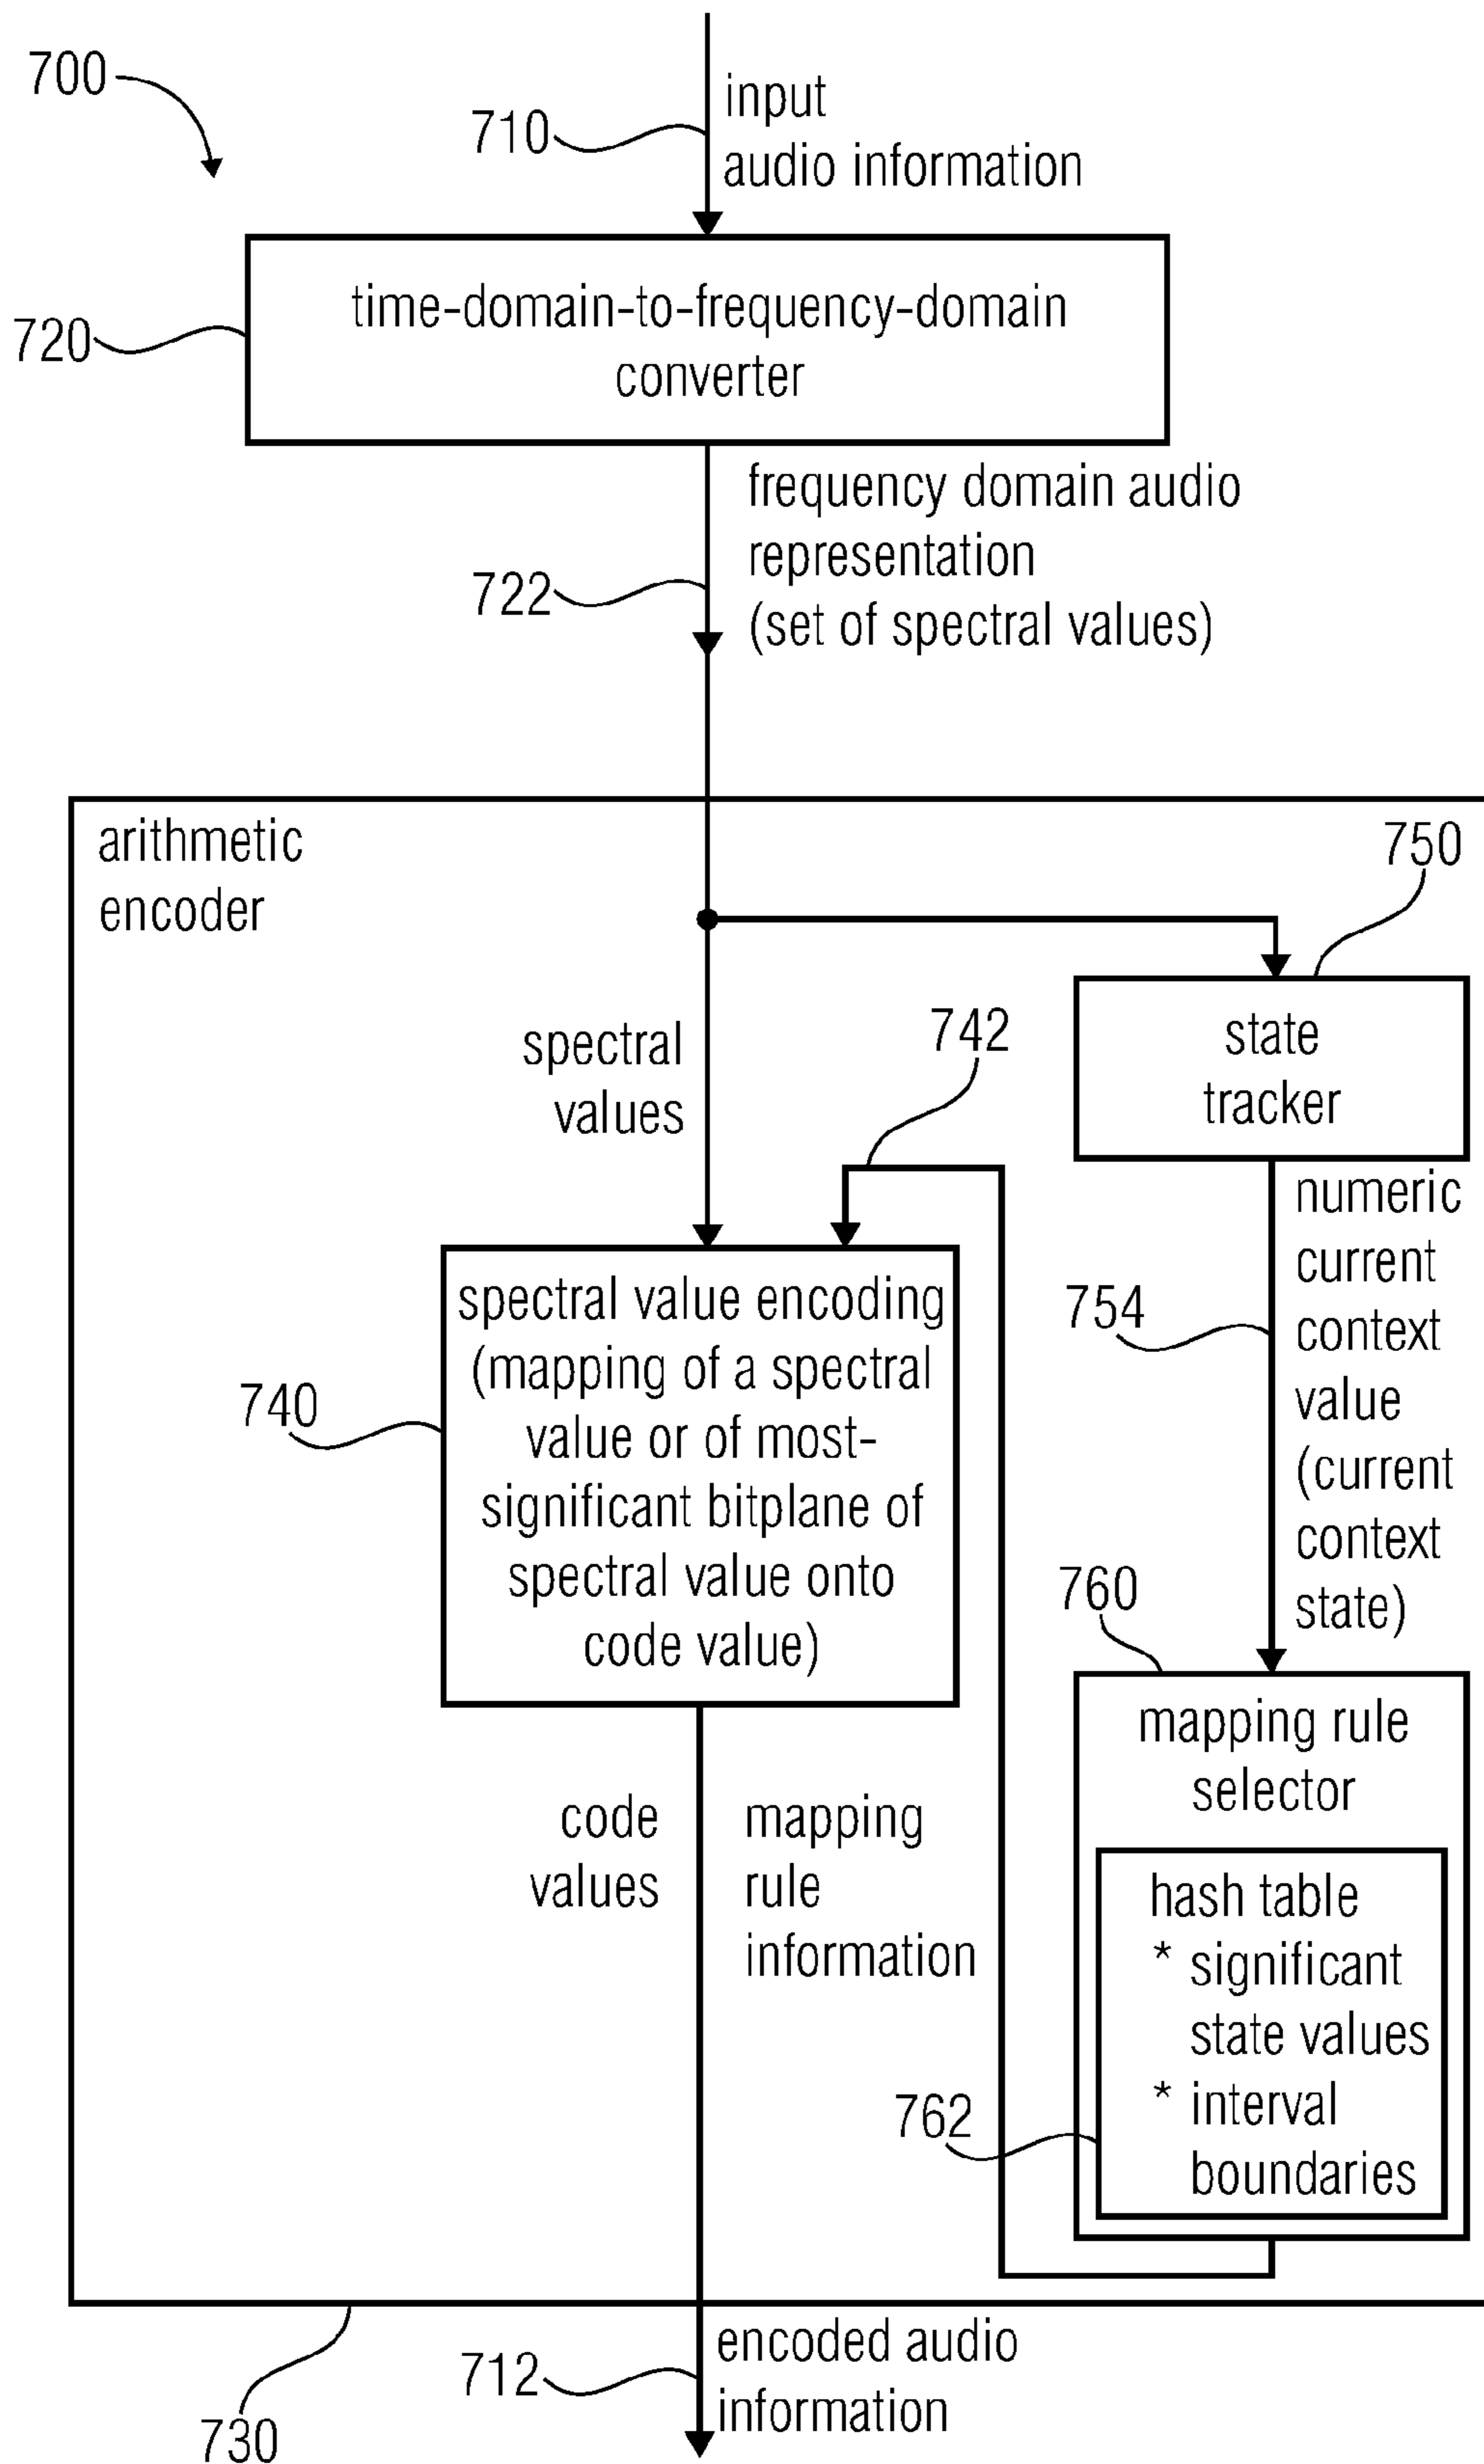 700
710
input
audio information
720
time-domain-to-frequency-domain
converter
722
frequency domain audio
representation
(set of spectral values)
arithmetic
encoder
750
spectral
values
742
state
tracker
740
spectral value encoding
(mapping of a spectral
value or of most-
significant bitplane of
spectral value onto
code value)
754
numeric
current
context
value
(current
context
state)
760
mapping rule
selector
code
values
mapping
rule
information
hash table
* significant
state values
* interval
boundaries
762
712
encoded audio
information
730